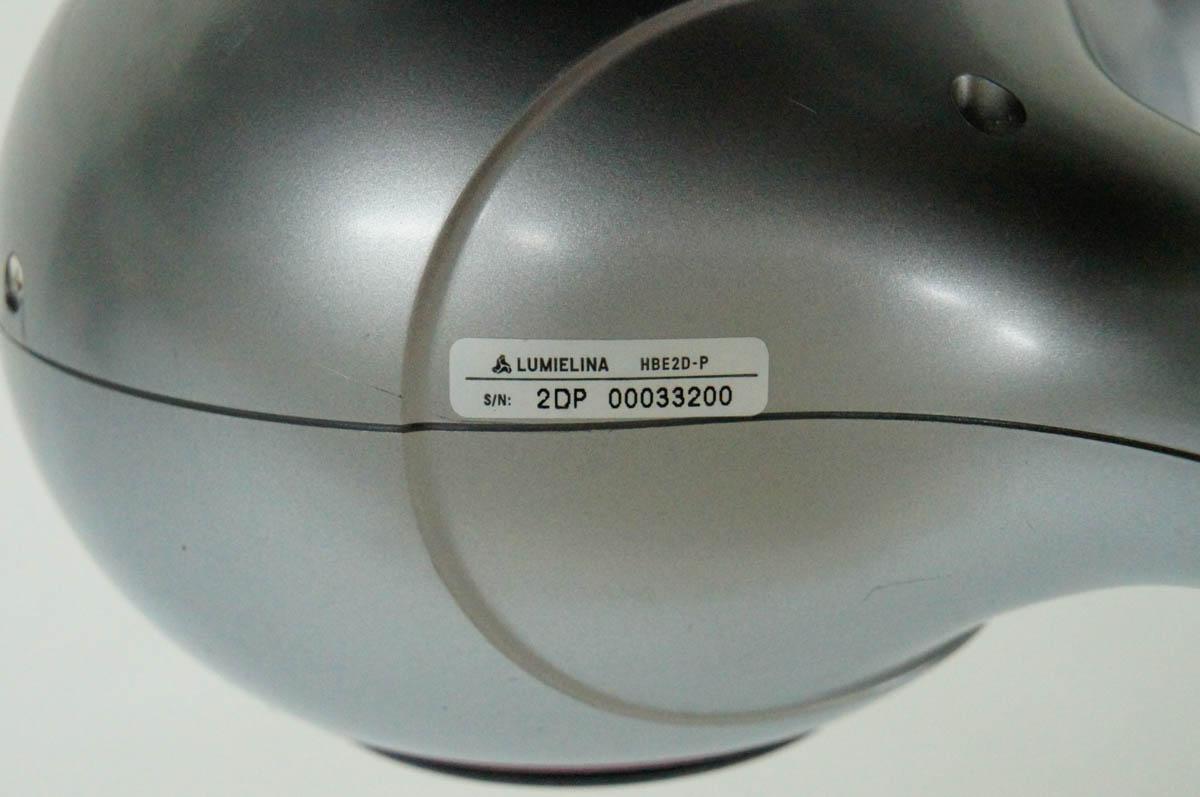 LUMIELINA HBE2D-P
S/N: 2DP 00033200